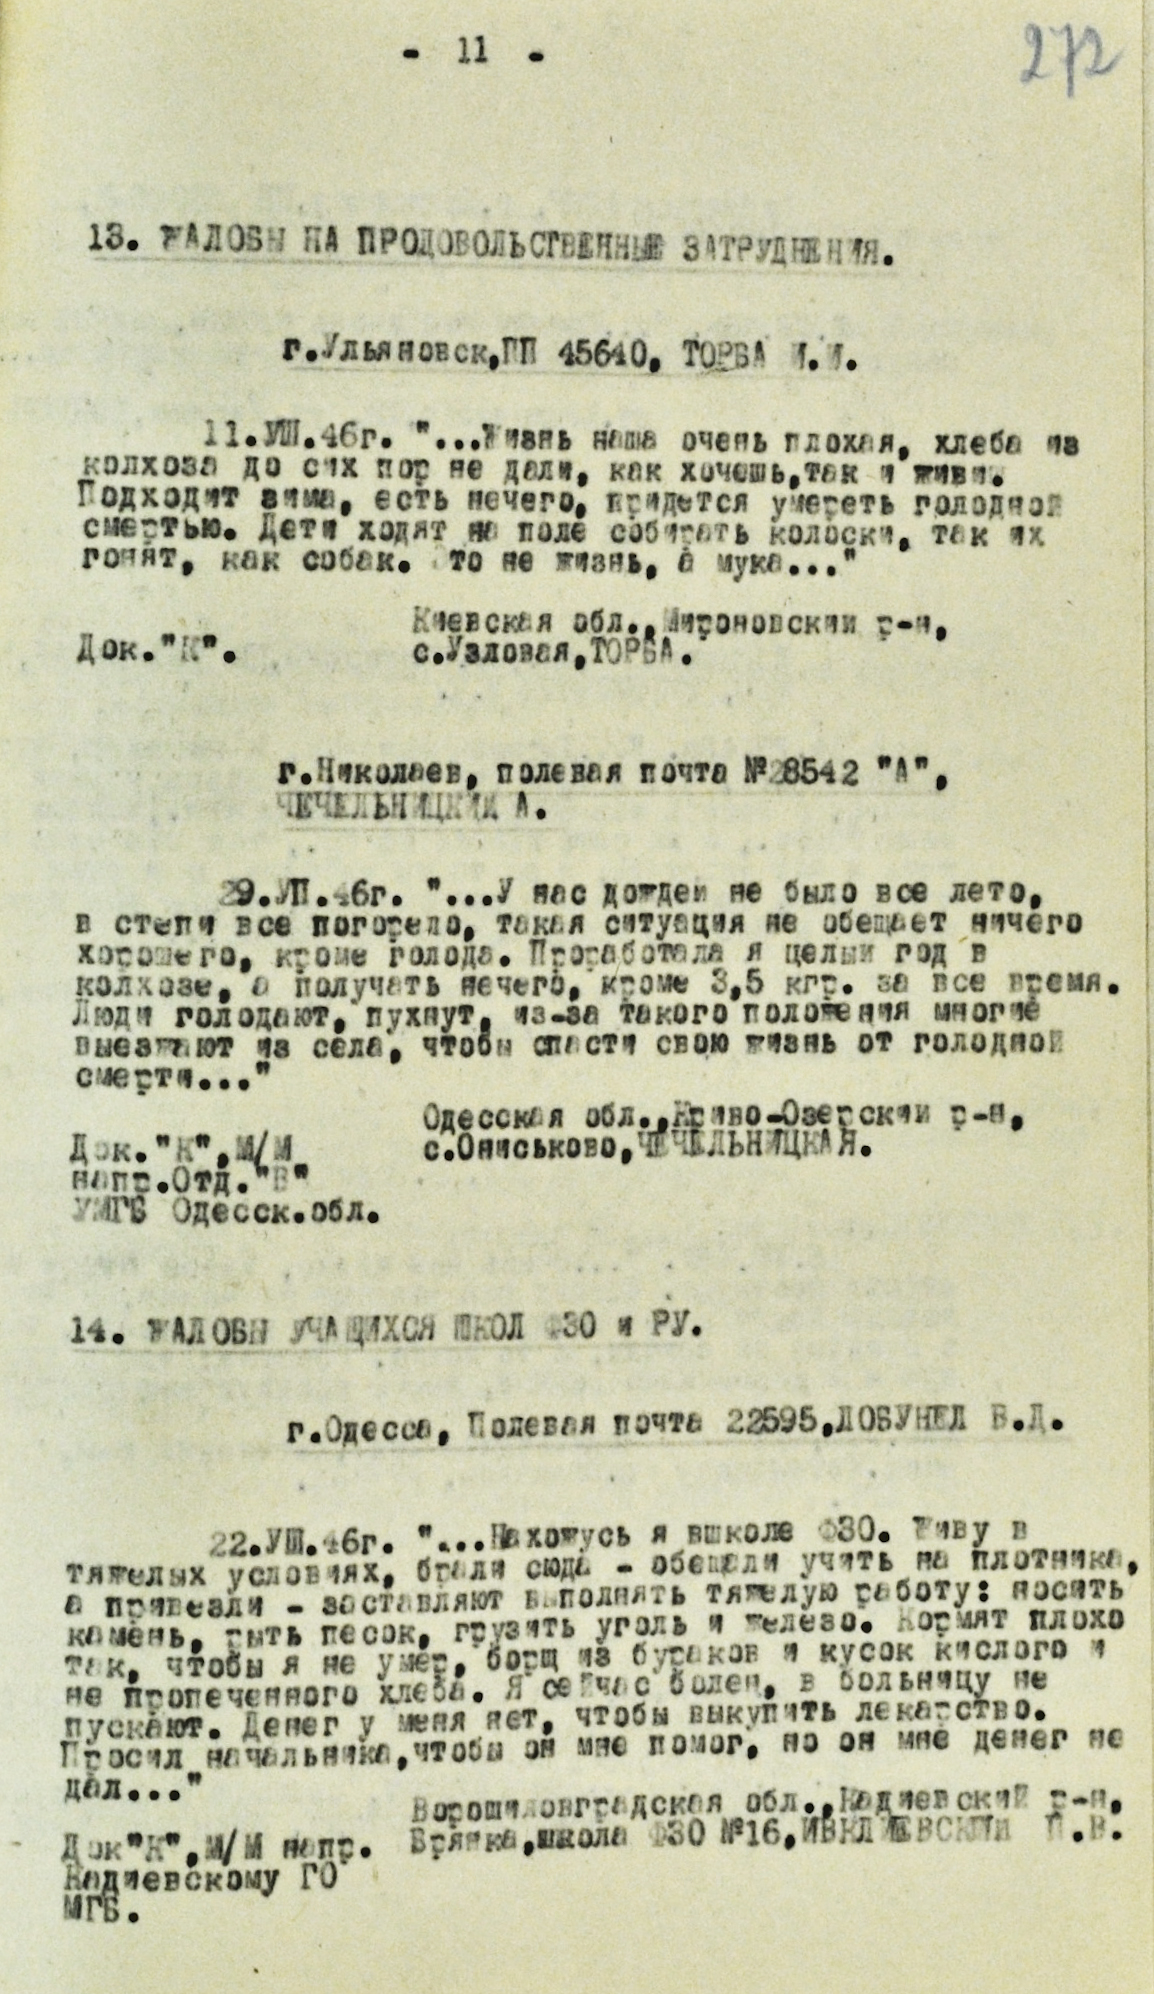 - 11 -
272
13. ЖАЛОБЫ НА ПРОДОВОЛЬСТВЕННЫЕ ЗАТРУДНЕНИЯ.
г.Ульяновск,ПП 45640, ТОРБА И.И.
11.УШ.46г. "...Жизнь наша очень плохая, хлеба из
колхоза до сих пор не дали, как хочешь,так и живи.
Подходит зима, есть нечего, придется умереть голодной
смертью. Дети ходят на поле собирать колоски, так их
гонят, как собак. Это не жизнь, а мука..."
Киевская обл.,Мироновский р-н,
Док."К".
с.Узловая,ТОРБА.
г.Николаев, полевая почта №28542 "А",
ЧЕЧЕЛЬНИЦКИЙ А.
29.УП.46г. "...У нас дождей не было все лето,
в степи все погорело, такая ситуация не обещает ничего
хорошего, кроме голода. Проработала я целый год в
колхозе, а получать нечего, кроме 3,5 кгр. за все время.
Люди голодают, пухнут, из-за такого положения многие
выезжают из села, чтобы спасти свою жизнь от голодной
смерти..."
Одесская обл.,Криво-Озерский р-н,
Док."К",М/М
с.Ониськово,ЧЕЧЕЛЬНИЦКАЯ.
напр.Отд."В"
УМГБ Одесск.обл.
14. ЖАЛОБЫ УЧАЩИХСЯ ШКОЛ ФЗО и РУ.
г.Одесса, Полевая почта 22595,ЛОБУНЕЛ В.Д.
22.УШ.46г. "...Нахожусь я вшколе ФЗО. Живу в
тяжелых условиях, брали сюда - обещали учить на плотника,
а привезли - заставляют выполнять тяжелую работу: носить
камень, рыть песок, грузить уголь и железо. Кормят плохо
так, чтобы я не умер, борщ из бураков и кусок кислого и
не пропеченного хлеба. Я сейчас болен, в больницу не
пускают. Денег у меня нет, чтобы выкупить лекарство.
Просил начальника,чтобы он мне помог, но он мне денег не
дал..."
Ворошиловградская обл.,Кадиевский р-н,
Док"К",М/М напр.
Брянка,школа ФЗО №16, П.В.
Кадиевскому ГО
МГБ.